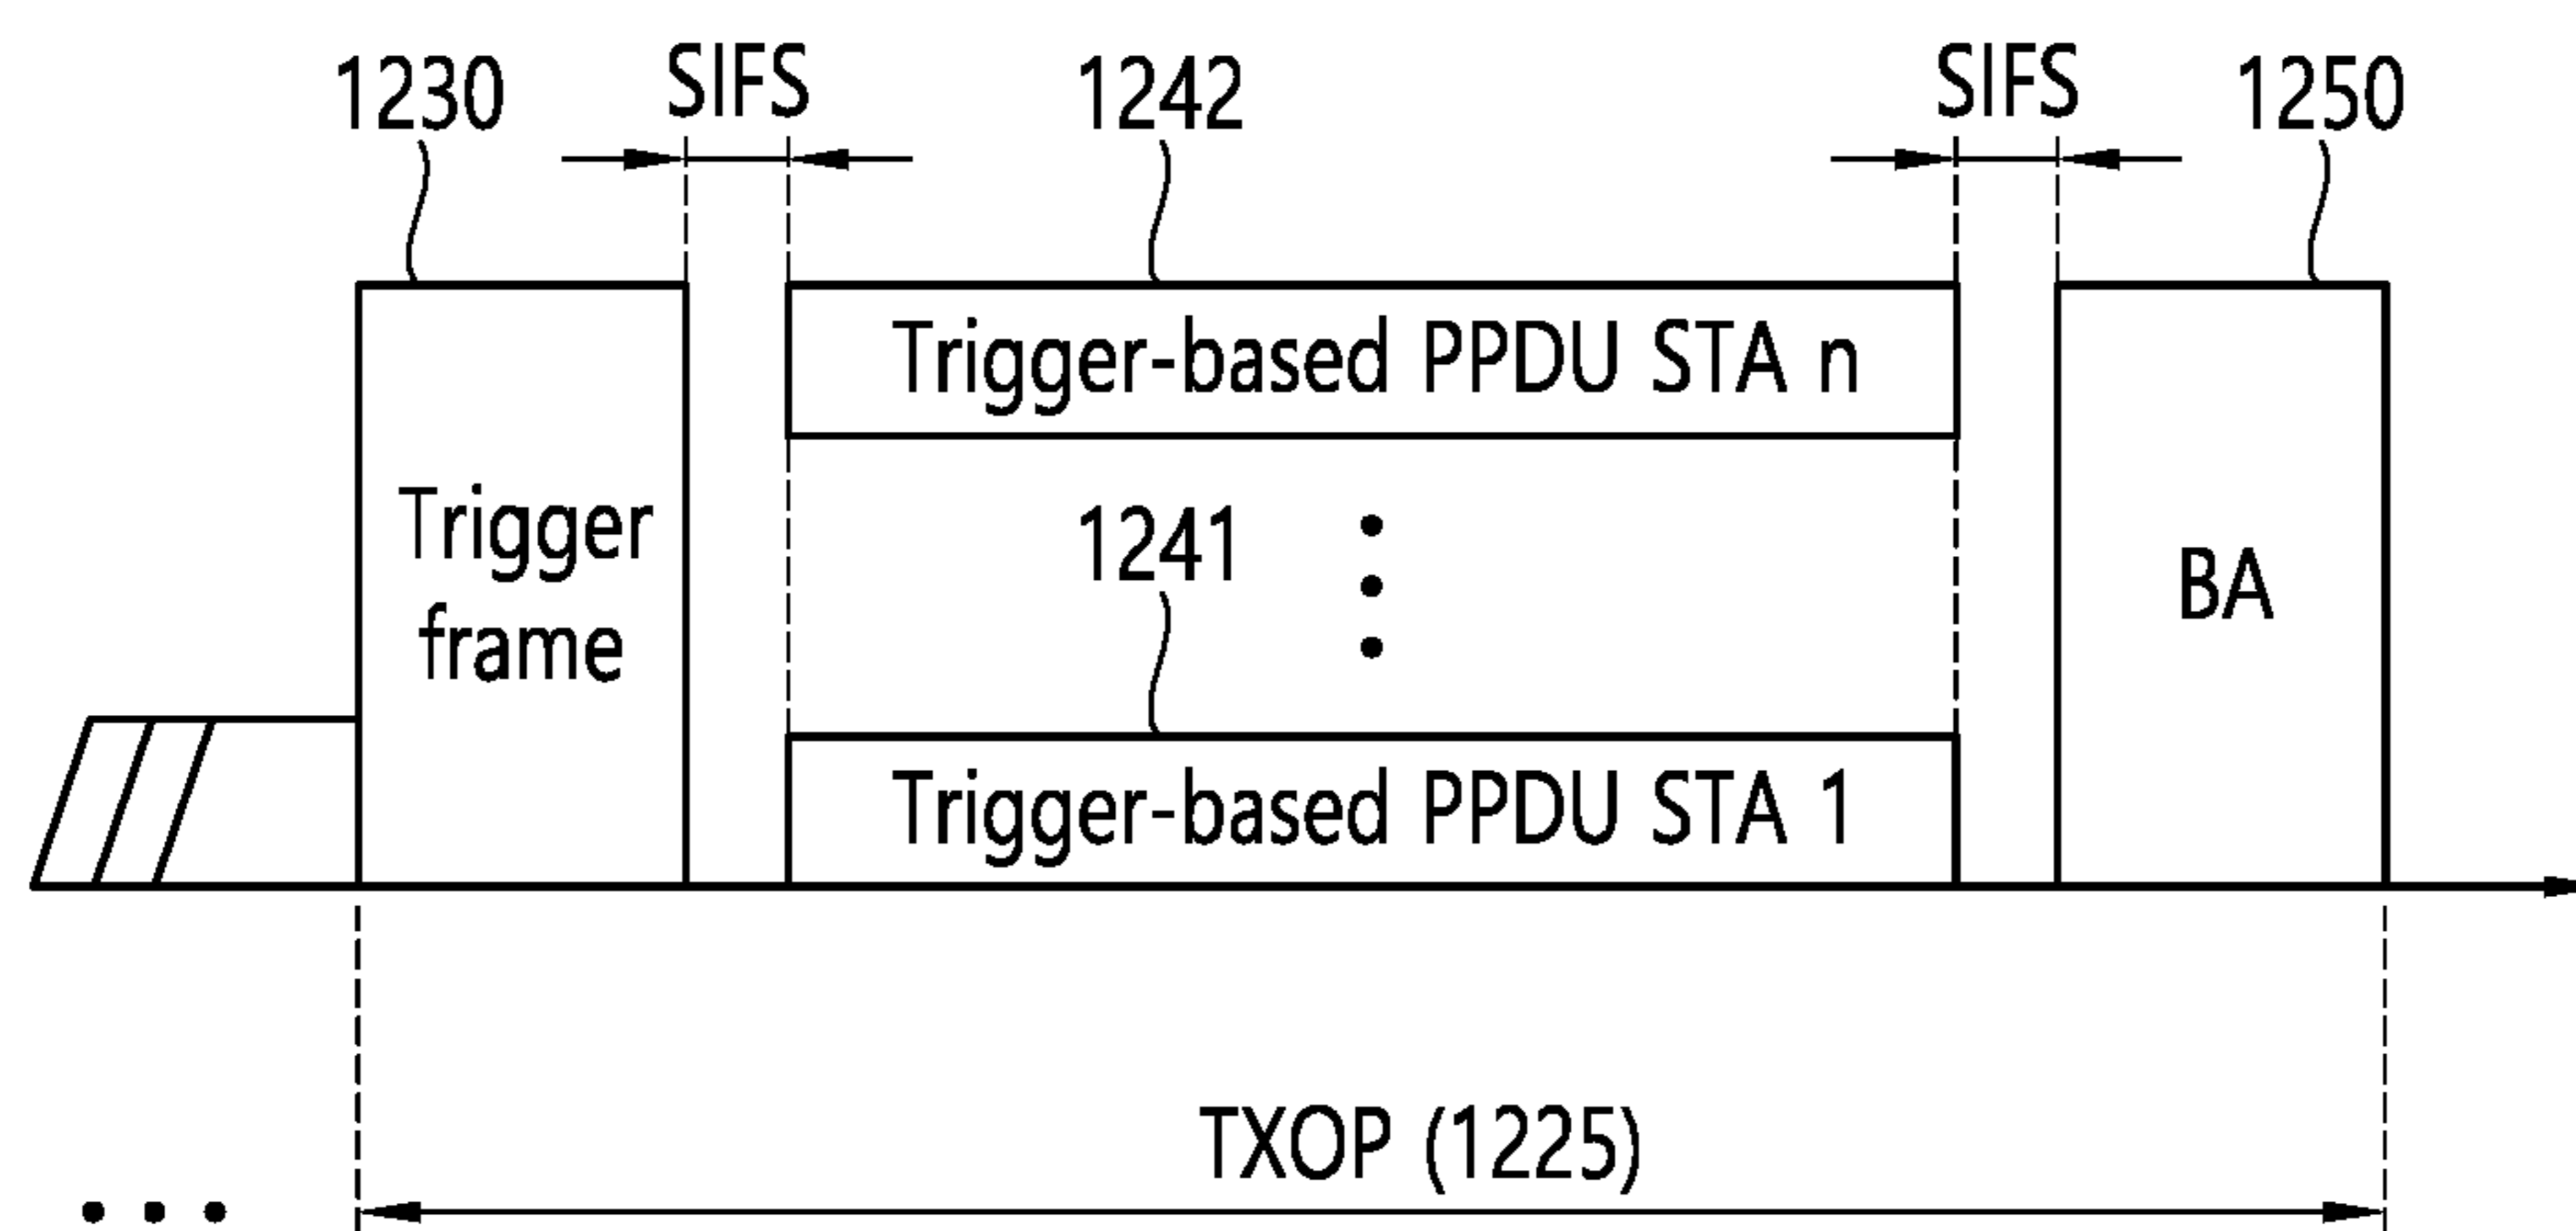 1230
SIFS
1242
SIFS
1250
Trigger-based PPDU STA n
Trigger
frame
1241
BA
Trigger-based PPDU STA 1
TXOP (1225)